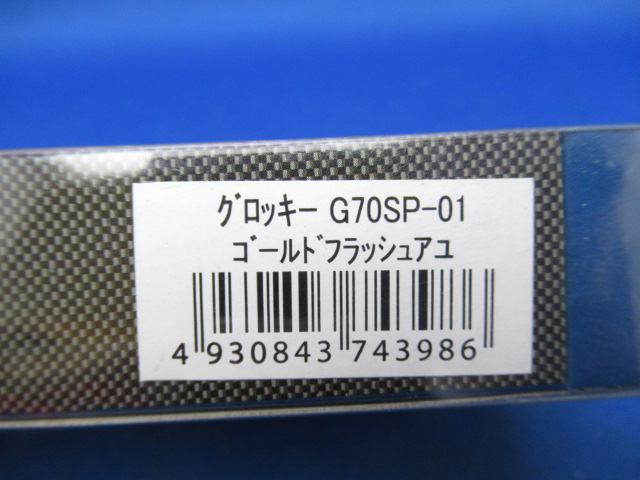 ｸﾞﾛｯｷｰ G70SP-01
ｺﾞｰﾙﾄﾞﾌﾗｯｼｭｱﾕ
4 930843 743986